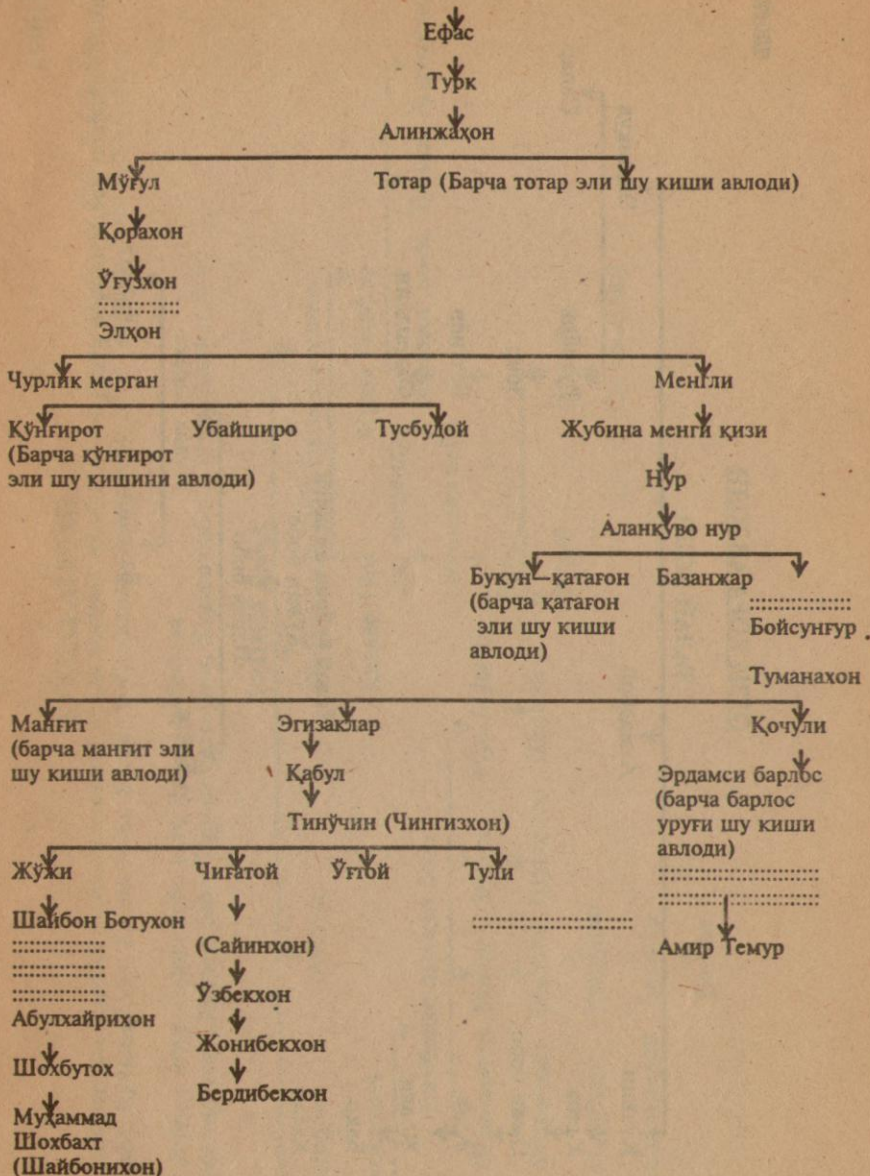 Ефас
Турк
Алинжаҳон
Мўғул Тотар (Барча тотар эли шу киши авлоди)
Қорахон
Ўғузхон
Элҳон
Чурлик мерган Менгли
Қўнғирот Убайширо Тусбудой Жубина менги қизи
(Барча қўнғирот
эли шу кишини авлоди)
Нур
Аланқуво нур
Букун—қатағон Базанжар
(барча қатағон
эли шу киши Бойсунғур
авлоди)
Туманахон
Манғит Эгизаклар Қочули
(барча манғит эли
шу киши авлоди) Қабул Эрдамси барлос
(барча барлос
Тинўчин (Чингизхон) уруғи шу киши
авлоди)
Жўжи Чиғатой Ўғтой Тули
Шайбон Ботухон
(Сайинхон) Амир Темур
Ўзбекхон
Абулхайрихон
Жонибекхон
Шохбутох
Бердибекхон
Муҳаммад
Шохбахт
(Шайбонихон)